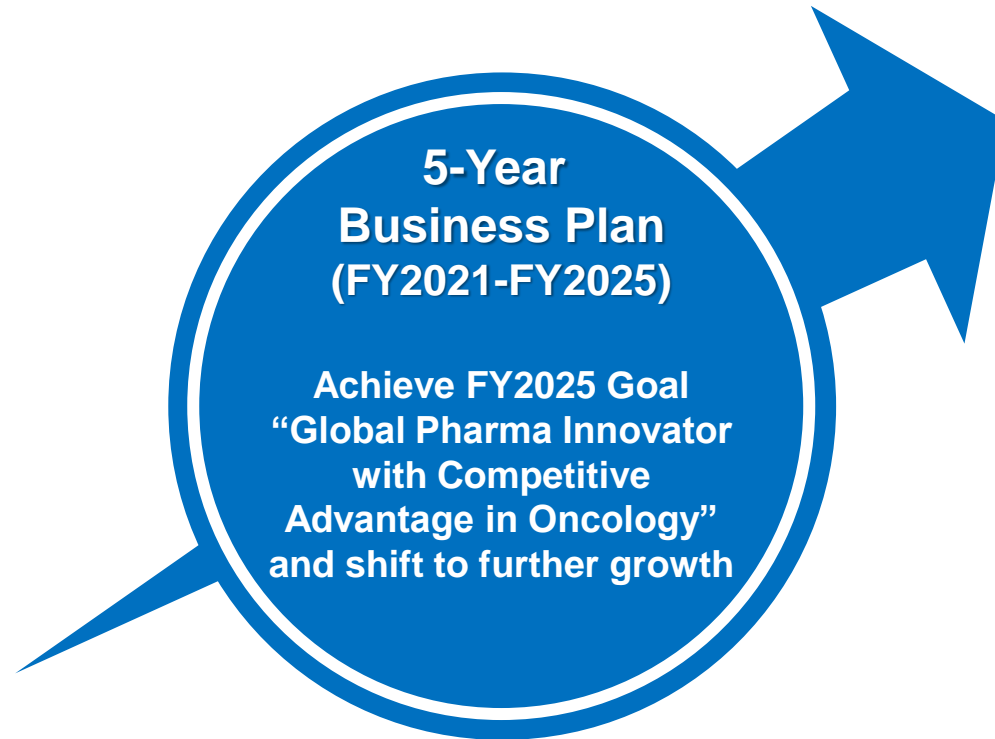 5-Year
Business Plan
(FY2021-FY2025)
Achieve FY2025 Goal
“Global Pharma Innovator
with Competitive
Advantage in Oncology”
and shift to further growth